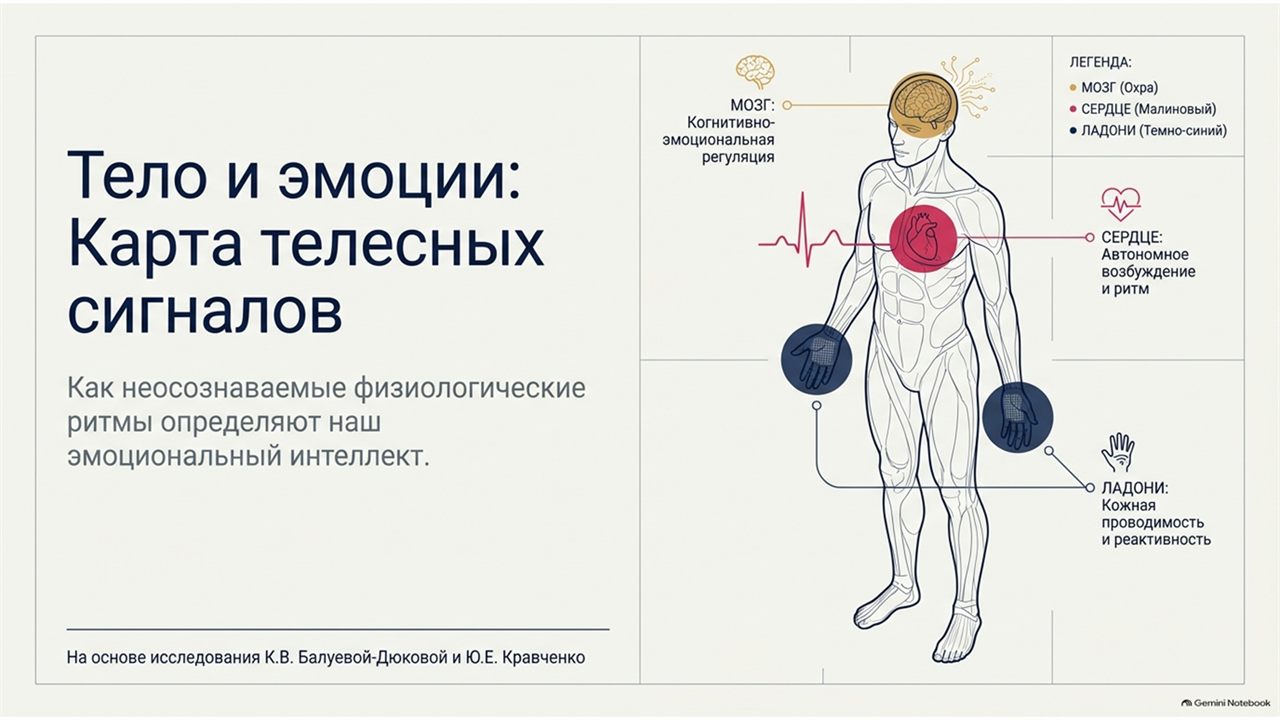 Тело и эмоции:
Карта телесных
сигналов
Как неосознаваемые физиологические
ритмы определяют наш
эмоциональный интеллект.
На основе исследования К.В. Балуевой-Дюковой и Ю.Е. Кравченко
МОЗГ:
Когнитивно-
эмоциональная
регуляция
ЛЕГЕНДА:
МОЗГ (Охра)
СЕРДЦЕ (Малиновый)
ЛАДОНИ (Темно-синий)
СЕРДЦЕ:
Автономное
возбуждение
и ритм
ЛАДОНИ:
Кожная
проводимость
и реактивность
Gemini Notebook